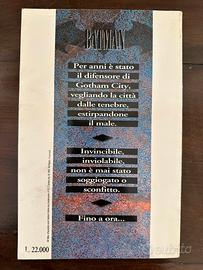 BATMAN
Per anni è stato
il difensore di
Gotham City,
vegliando la città
dalle tenebre,
estirpandone
il male.
Invincibile,
inviolabile,
non è mai stato
soggiogato o
sconfitto.
Fino a ora...
L. 22.000
subito